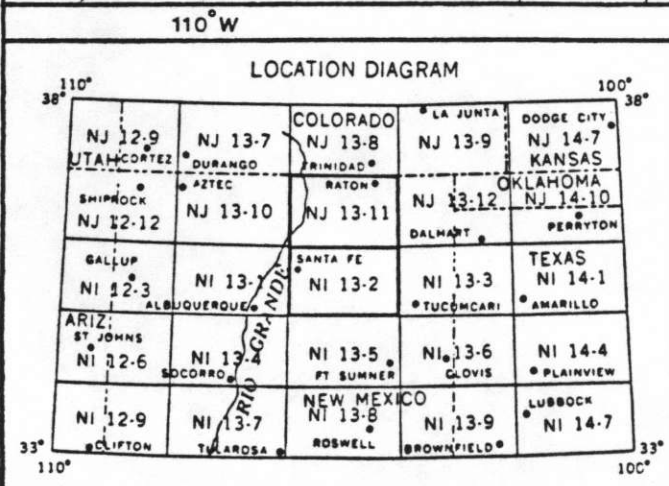 110°W
LOCATION DIAGRAM
110° 100°
38° 38°
COLORADO LA JUNTA DODGE CITY
NJ 12-9 NJ 13-7 NJ 13-8 NJ 13-9 NJ 14-7
UTAH CORTEZ DURANGO TRINIDAD KANSAS
AZTEC RATON OKLAHOMA
SHIPROCK NJ 13-12 NJ 14-10
NJ 12-12 NJ 13-10 NJ 13-11
DALHART PERRYTON
GALLUP SANTA FE TEXAS
NI 12-3 NI 13-1 NI 13-2 NI 13-3 NI 14-1
ALBUQUERQUE TUCUMCARI AMARILLO
ARIZ
ST JOHNS
NI 12-6 NI 13-4 NI 13-5 NI 13-6 NI 14-4
SOCORRO FT SUMNER CLOVIS PLAINVIEW
RIO GRANDE
NEW MEXICO LUBBOCK
NI 12-9 NI 13-7 NI 13-8 NI 13-9 NI 14-7
CLIFTON TULAROSA ROSWELL BROWNFIELD
33° 33°
110° 100°